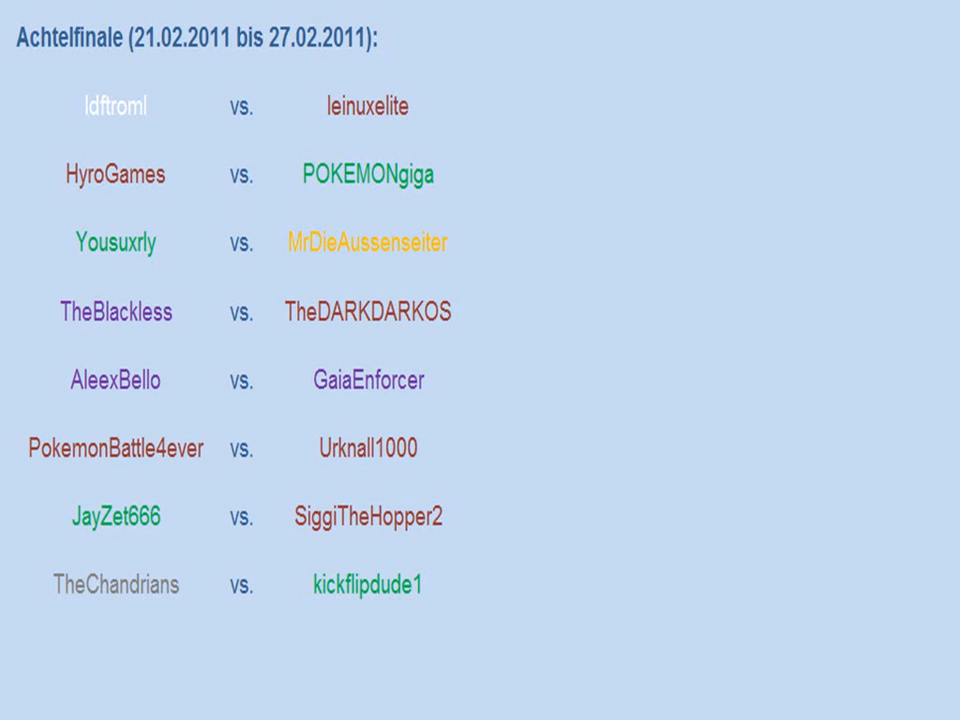 Achtelfinale (21.02.2011 bis 27.02.2011):
ldftroml vs. leinuxelite
HyroGames vs. POKEMONgiga
Yousuxrly vs. MrDieAussenseiter
TheBlackless vs. TheDARKDARKOS
AleexBello vs. GaiaEnforcer
PokemonBattle4ever vs. Urknall1000
JayZet666 vs. SiggiTheHopper2
TheChandrians vs. kickflipdude1